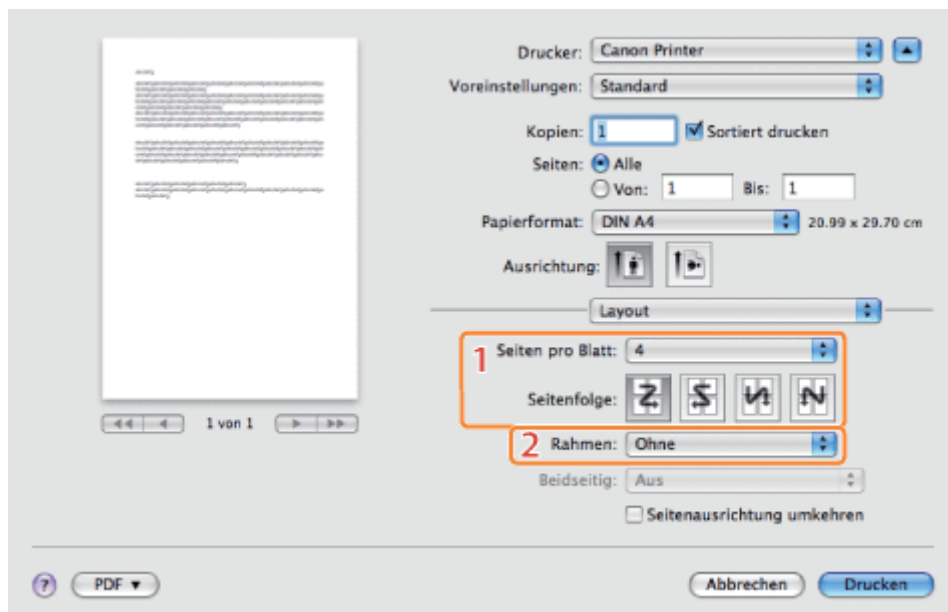 Drucker: Canon Printer
Voreinstellungen: Standard
Kopien: 1 Sortiert drucken
Seiten: Alle
Von: 1 Bis: 1
Papierformat: DIN A4 20.99 x 29.70 cm
Ausrichtung:
Layout
1 Seiten pro Blatt: 4
Seitenfolge:
1 von 1
2 Rahmen: Ohne
Beidseitig: Aus
Seitenausrichtung umkehren
? PDF Abbrechen Drucken